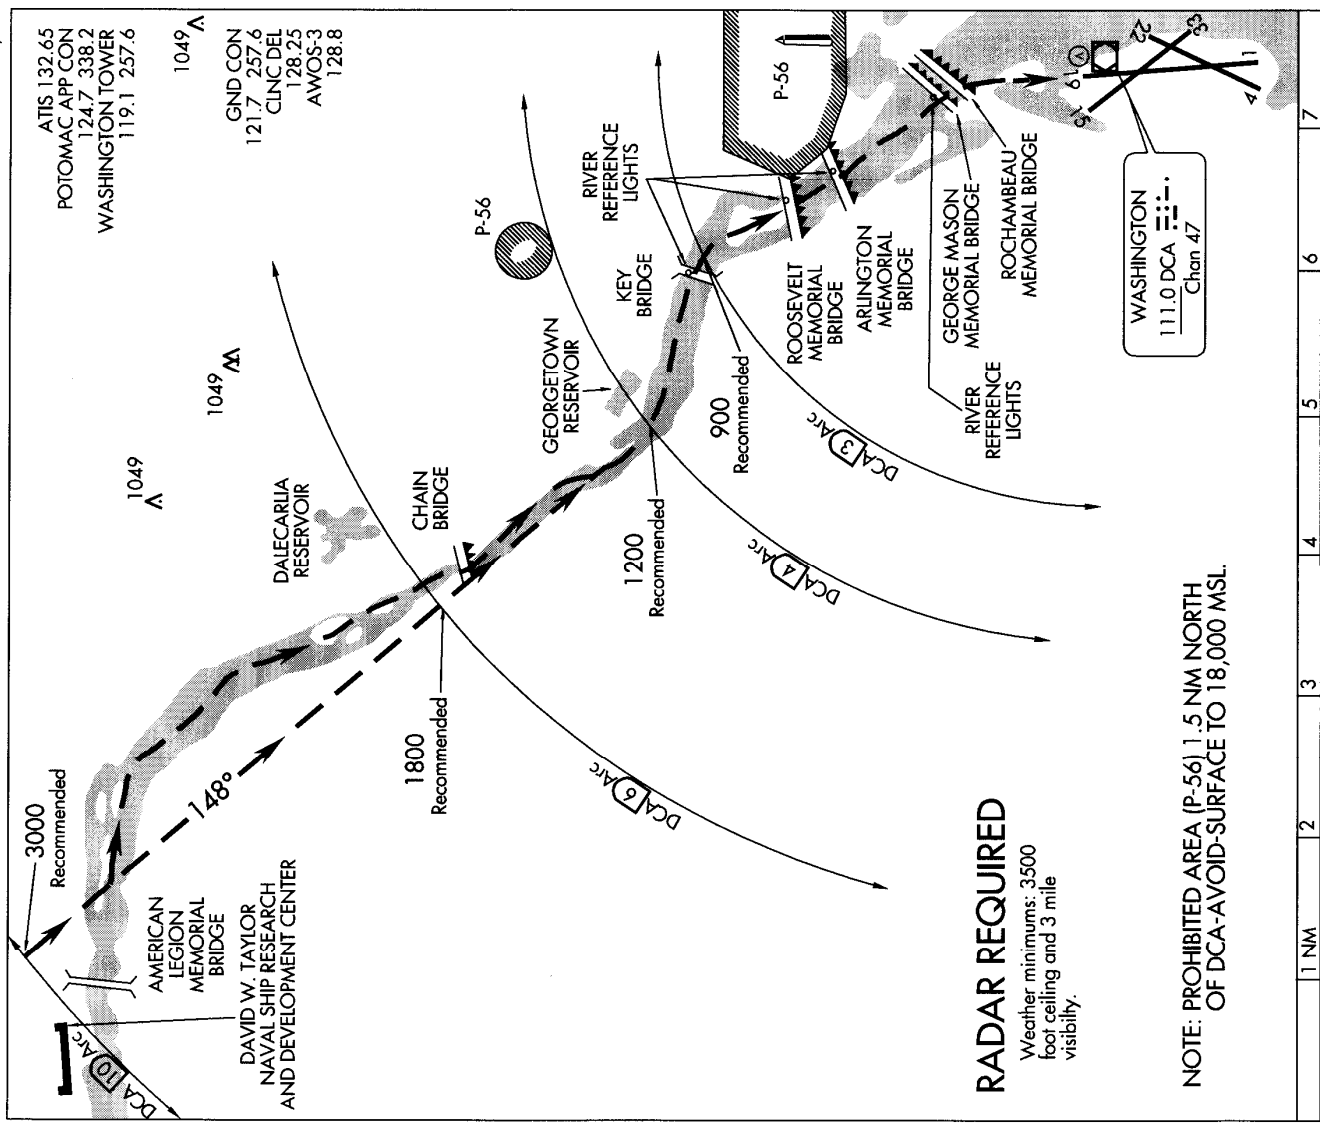 ATIS 132.65
POTOMAC APP CON
124.7 338.2
WASHINGTON TOWER
119.1 257.6
GND CON
121.7 257.6
CLNC DEL
128.25
AWOS-3
128.8
1049
1049
1049
P-56
P-56
3000
Recommended
148°
1800
Recommended
1200
Recommended
900
Recommended
AMERICAN
LEGION
MEMORIAL
BRIDGE
DAVID W. TAYLOR
NAVAL SHIP RESEARCH
AND DEVELOPMENT CENTER
DALECARLIA
RESERVOIR
CHAIN
BRIDGE
GEORGETOWN
RESERVOIR
KEY
BRIDGE
RIVER
REFERENCE
LIGHTS
ROOSEVELT
MEMORIAL
BRIDGE
ARLINGTON
MEMORIAL
BRIDGE
GEORGE MASON
MEMORIAL BRIDGE
ROCHAMBEAU
MEMORIAL BRIDGE
RIVER
REFERENCE
LIGHTS
DCA 10 Arc
DCA 6 Arc
DCA 4 Arc
DCA 3 Arc
V
19
1
15
33
22
4
WASHINGTON
111.0 DCA
Chan 47
RADAR REQUIRED
Weather minimums: 3500
foot ceiling and 3 mile
visibilty.
NOTE: PROHIBITED AREA (P-56) 1.5 NM NORTH
OF DCA-AVOID-SURFACE TO 18,000 MSL.
1 NM
2
3
4
5
6
7